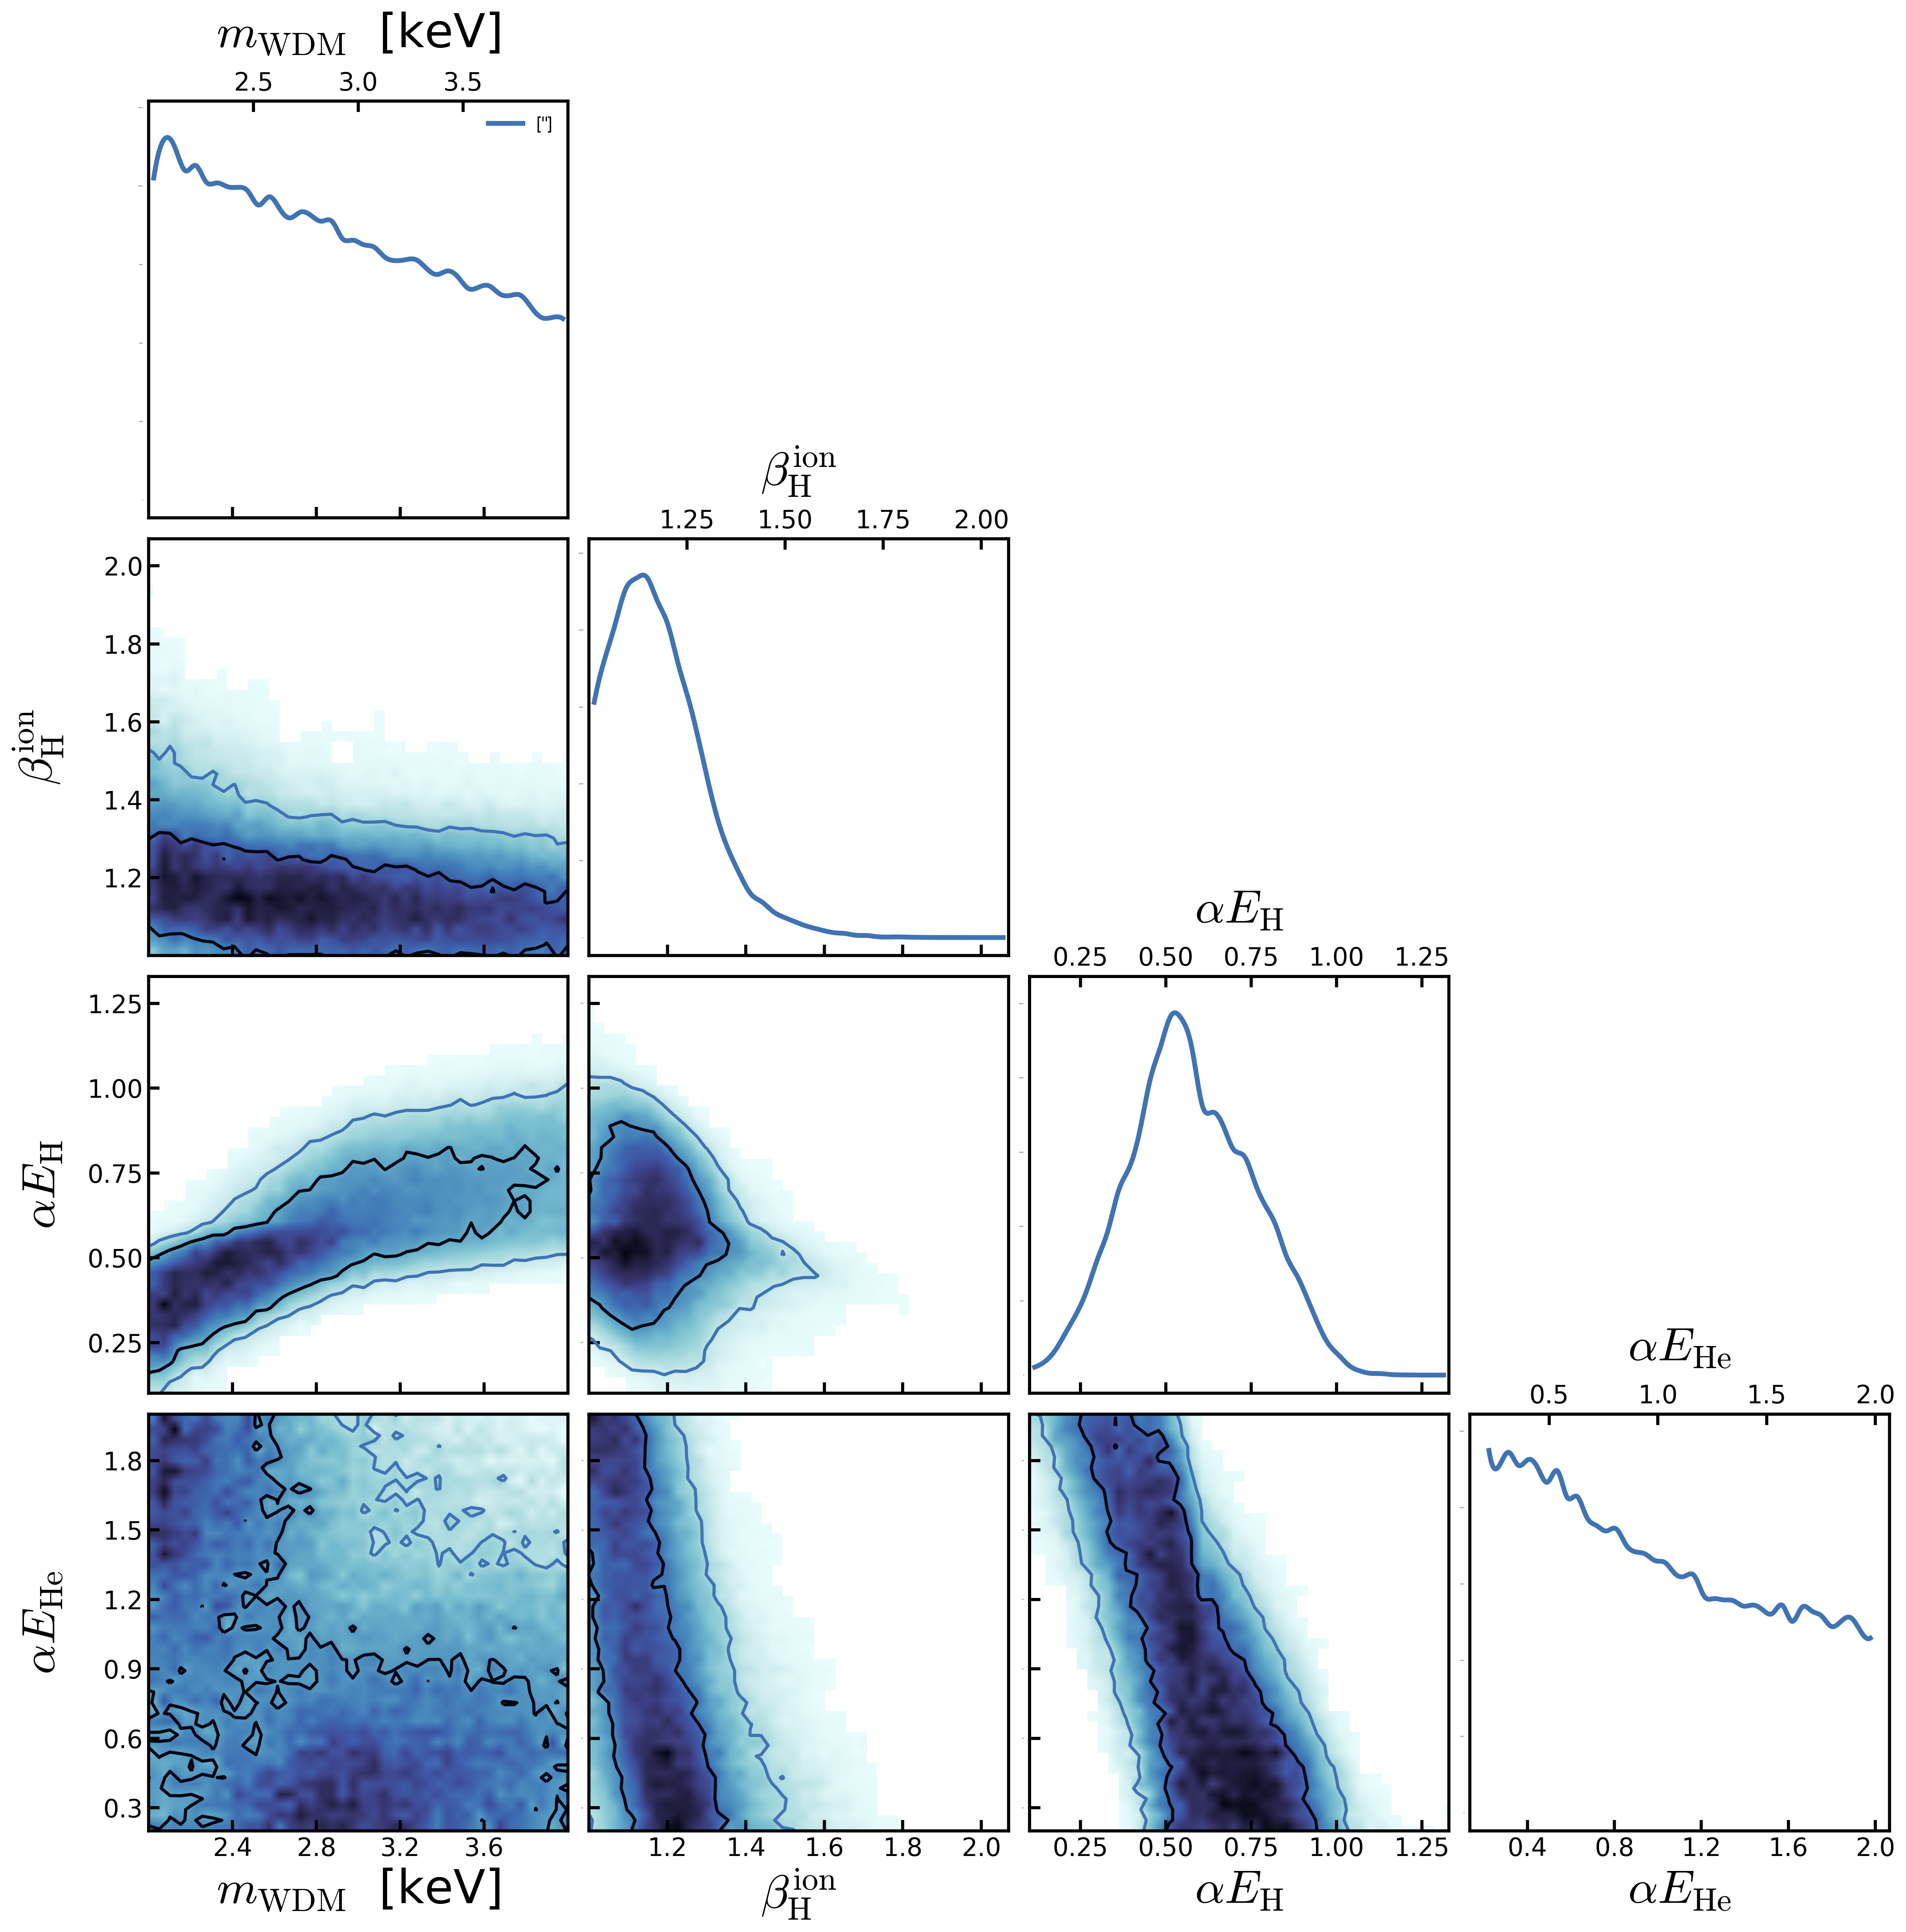 m_WDM [keV]
2.5 3.0 3.5
['']
β_H^ion
1.25 1.50 1.75 2.00
2.0
1.8
1.6
1.4
1.2
β_H^ion
αE_H
0.25 0.50 0.75 1.00 1.25
1.25
1.00
0.75
0.50
0.25
αE_H
αE_He
0.5 1.0 1.5 2.0
1.8
1.5
1.2
0.9
0.6
0.3
αE_He
2.4 2.8 3.2 3.6
1.2 1.4 1.6 1.8 2.0
0.25 0.50 0.75 1.00 1.25
0.4 0.8 1.2 1.6 2.0
m_WDM [keV]
β_H^ion
αE_H
αE_He